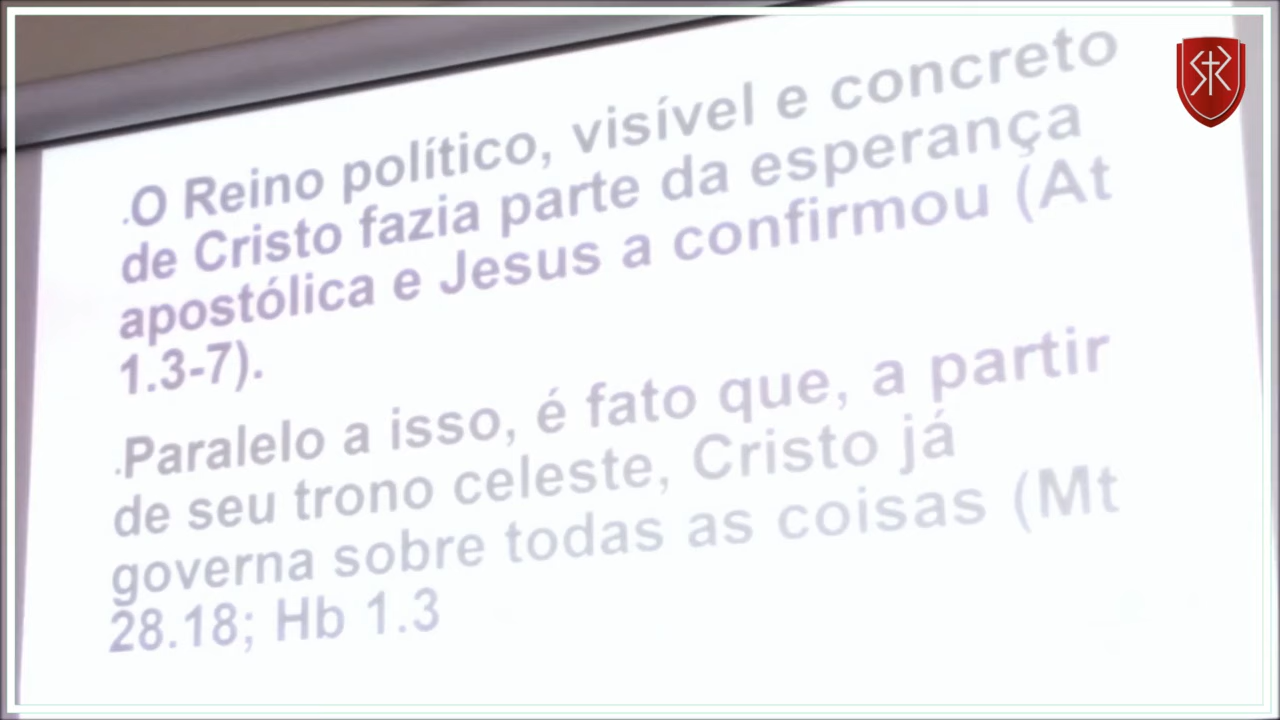 .O Reino político, visível e concreto
de Cristo fazia parte da esperança
apostólica e Jesus a confirmou (At
1.3-7).
.Paralelo a isso, é fato que, a partir
de seu trono celeste, Cristo já
governa sobre todas as coisas (Mt
28.18; Hb 1.3